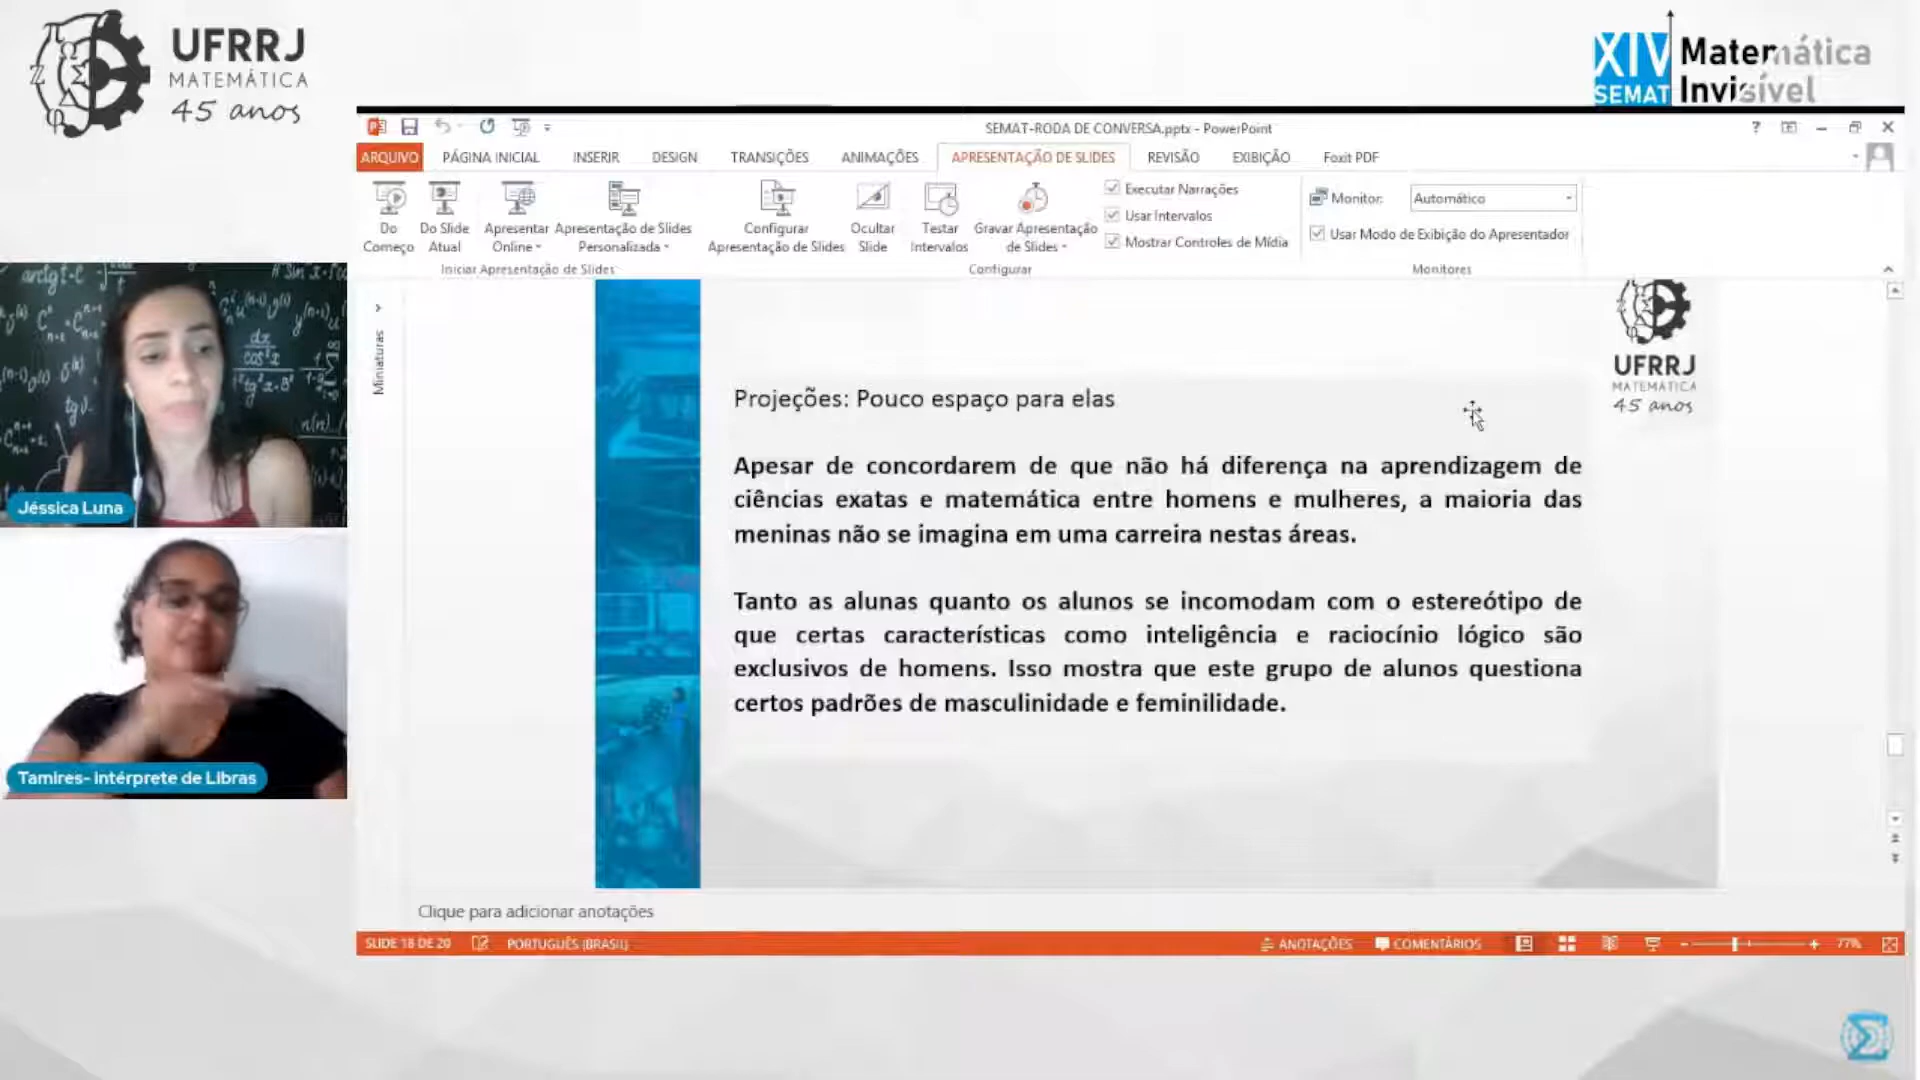 UFRRJ
MATEMÁTICA
45 anos
XIV
SEMAT
Matemática
Invisível
SEMAT-RODA DE CONVERSA.pptx - PowerPoint
ARQUIVO PÁGINA INICIAL INSERIR DESIGN TRANSIÇÕES ANIMAÇÕES APRESENTAÇÃO DE SLIDES REVISÃO EXIBIÇÃO Foxit PDF
Do Começo
Do Slide Atual
Apresentar Online
Apresentação de Slides Personalizada
Iniciar Apresentação de Slides
Configurar Apresentação de Slides
Ocultar Slide
Testar Intervalos
Gravar Apresentação de Slides
Executar Narrações
Usar Intervalos
Mostrar Controles de Mídia
Configurar
Monitor: Automático
Usar Modo de Exibição do Apresentador
Monitores
Miniaturas
Jéssica Luna
Tamires- intérprete de Libras
UFRRJ
MATEMÁTICA
45 anos
Projeções: Pouco espaço para elas
Apesar de concordarem de que não há diferença na aprendizagem de
ciências exatas e matemática entre homens e mulheres, a maioria das
meninas não se imagina em uma carreira nestas áreas.
Tanto as alunas quanto os alunos se incomodam com o estereótipo de
que certas características como inteligência e raciocínio lógico são
exclusivos de homens. Isso mostra que este grupo de alunos questiona
certos padrões de masculinidade e feminilidade.
Clique para adicionar anotações
SLIDE 18 DE 20 PORTUGUÊS (BRASIL) ANOTAÇÕES COMENTÁRIOS 77%